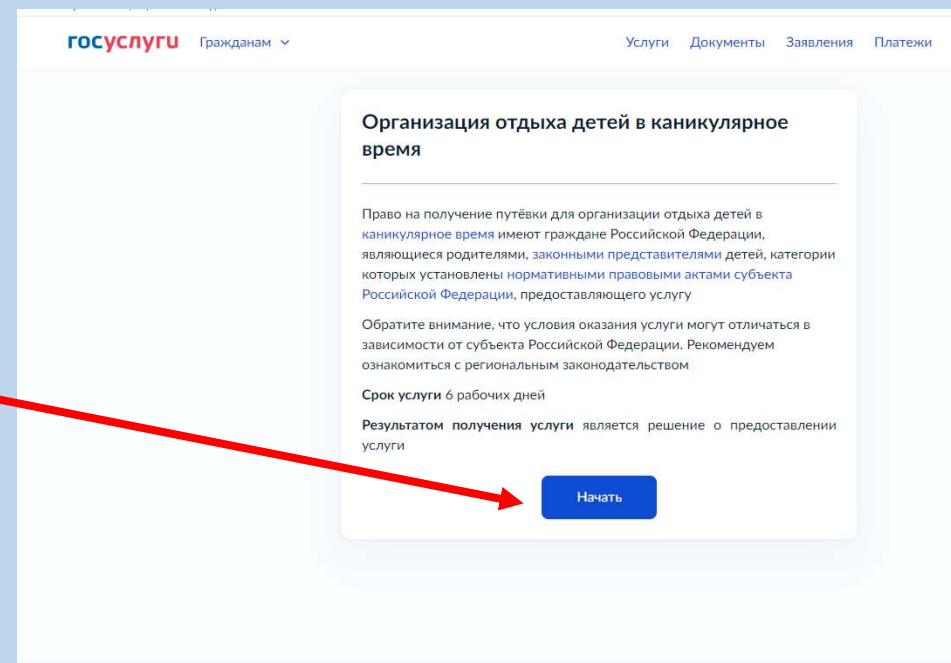 госуслуги Гражданам Услуги Документы Заявления Платежи
Организация отдыха детей в каникулярное
время
Право на получение путёвки для организации отдыха детей в
каникулярное время имеют граждане Российской Федерации,
являющиеся родителями, законными представителями детей, категории
которых установлены нормативными правовыми актами субъекта
Российской Федерации, предоставляющего услугу
Обратите внимание, что условия оказания услуги могут отличаться в
зависимости от субъекта Российской Федерации. Рекомендуем
ознакомиться с региональным законодательством
Срок услуги 6 рабочих дней
Результатом получения услуги является решение о предоставлении
услуги
Начать